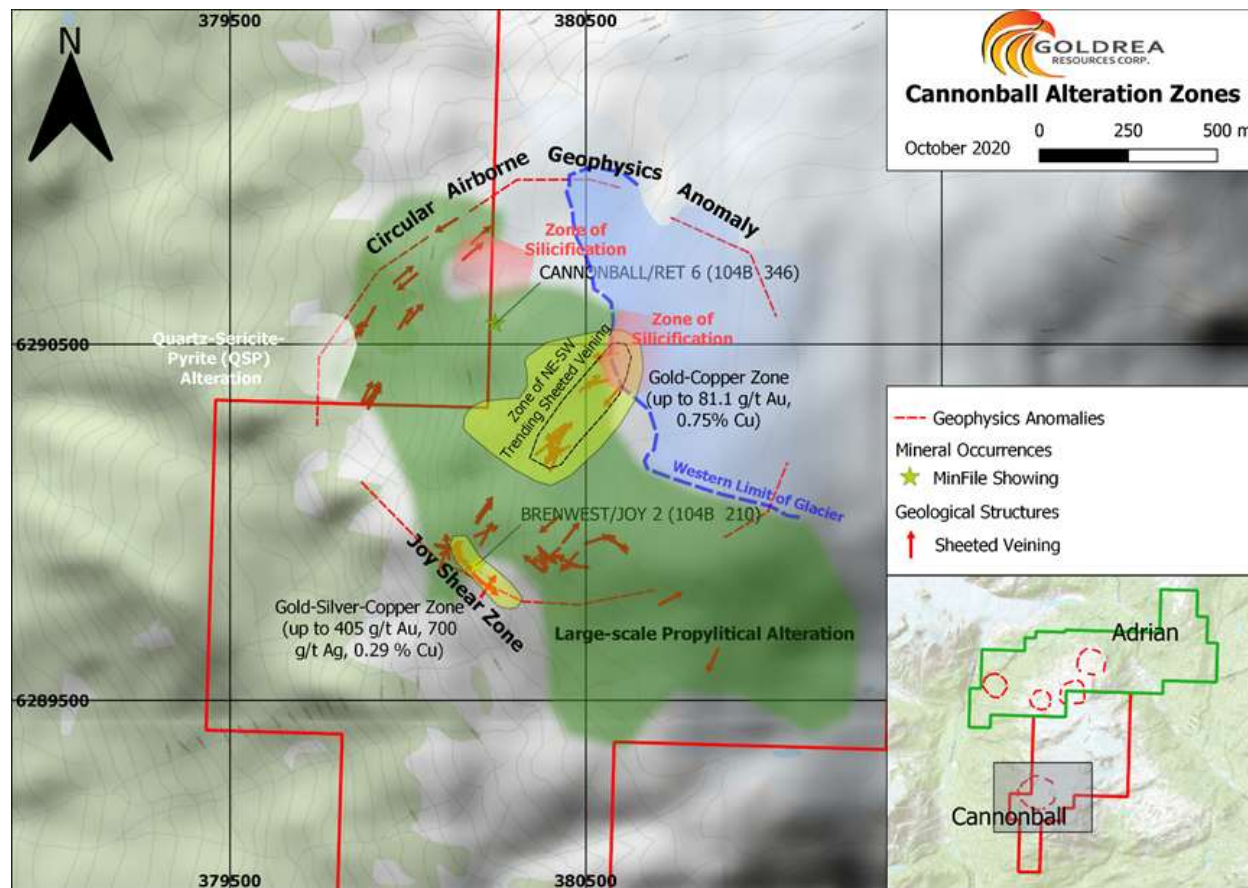 379500
380500
N
GOLDREA
RESOURCES CORP.
Cannonball Alteration Zones
October 2020
0 250 500 m
Circular Airborne Geophysics Anomaly
Zone of
Silicification
CANNONBALL/RET 6 (104B 346)
6290500
Quartz-Sericite-
Pyrite (QSP)
Alteration
Zone of
Silicification
Zone of NE-SW
Trending Sheeted Veining
Gold-Copper Zone
(up to 81.1 g/t Au,
0.75% Cu)
Western Limit of Glacier
BRENWEST/JOY 2 (104B 210)
Joy Shear Zone
Gold-Silver-Copper Zone
(up to 405 g/t Au, 700
g/t Ag, 0.29 % Cu)
Large-scale Propylitical Alteration
6289500
379500
380500
Geophysics Anomalies
Mineral Occurrences
MinFile Showing
Geological Structures
Sheeted Veining
Adrian
Cannonball